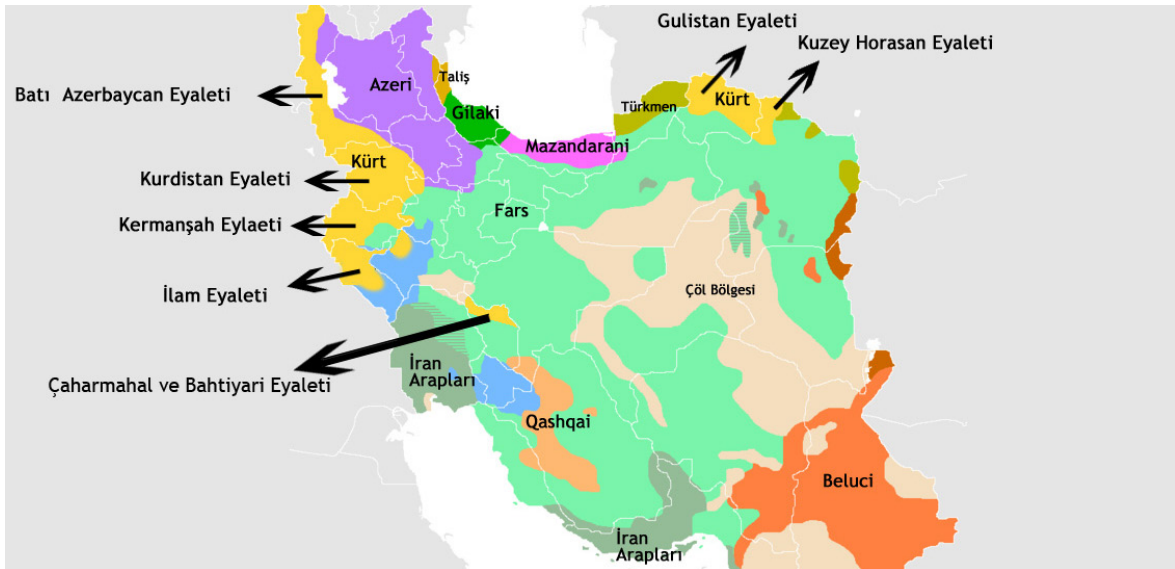 Gulistan Eyaleti
Kuzey Horasan Eyaleti
Batı Azerbaycan Eyaleti
Azeri
Taliş
Gilaki
Türkmen
Kürt
Mazandarani
Kürt
Kurdistan Eyaleti
Fars
Kermanşah Eylaeti
İlam Eyaleti
Çöl Bölgesi
İran
Arapları
Çaharmahal ve Bahtiyari Eyaleti
Qashqai
Beluci
İran
Arapları